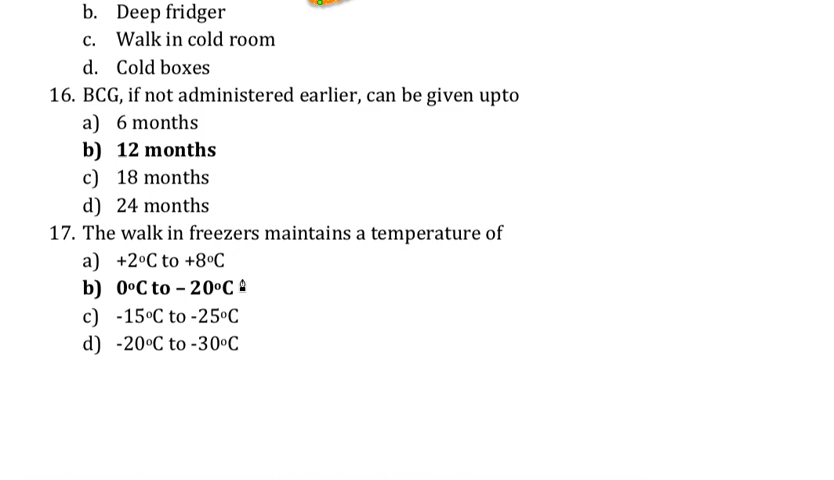 b. Deep fridger
c. Walk in cold room
d. Cold boxes
16. BCG, if not administered earlier, can be given upto
a) 6 months
b) 12 months
c) 18 months
d) 24 months
17. The walk in freezers maintains a temperature of
a) +2°C to +8°C
b) 0°C to – 20°C
c) -15°C to -25°C
d) -20°C to -30°C